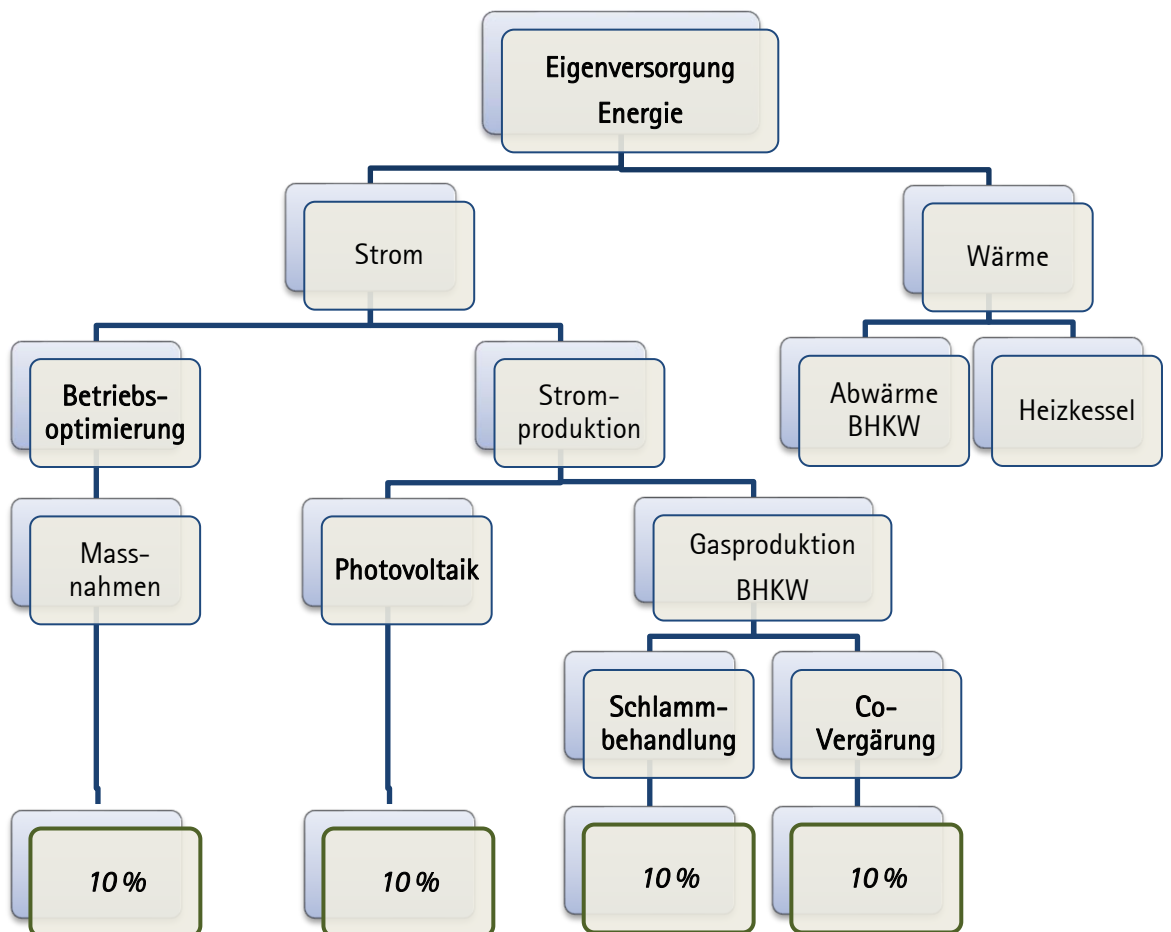 Eigenversorgung
Energie
Strom
Wärme
Betriebs-
optimierung
Strom-
produktion
Abwärme
BHKW
Heizkessel
Mass-
nahmen
Photovoltaik
Gasproduktion
BHKW
Schlamm-
behandlung
Co-
Vergärung
10 %
10 %
10 %
10 %